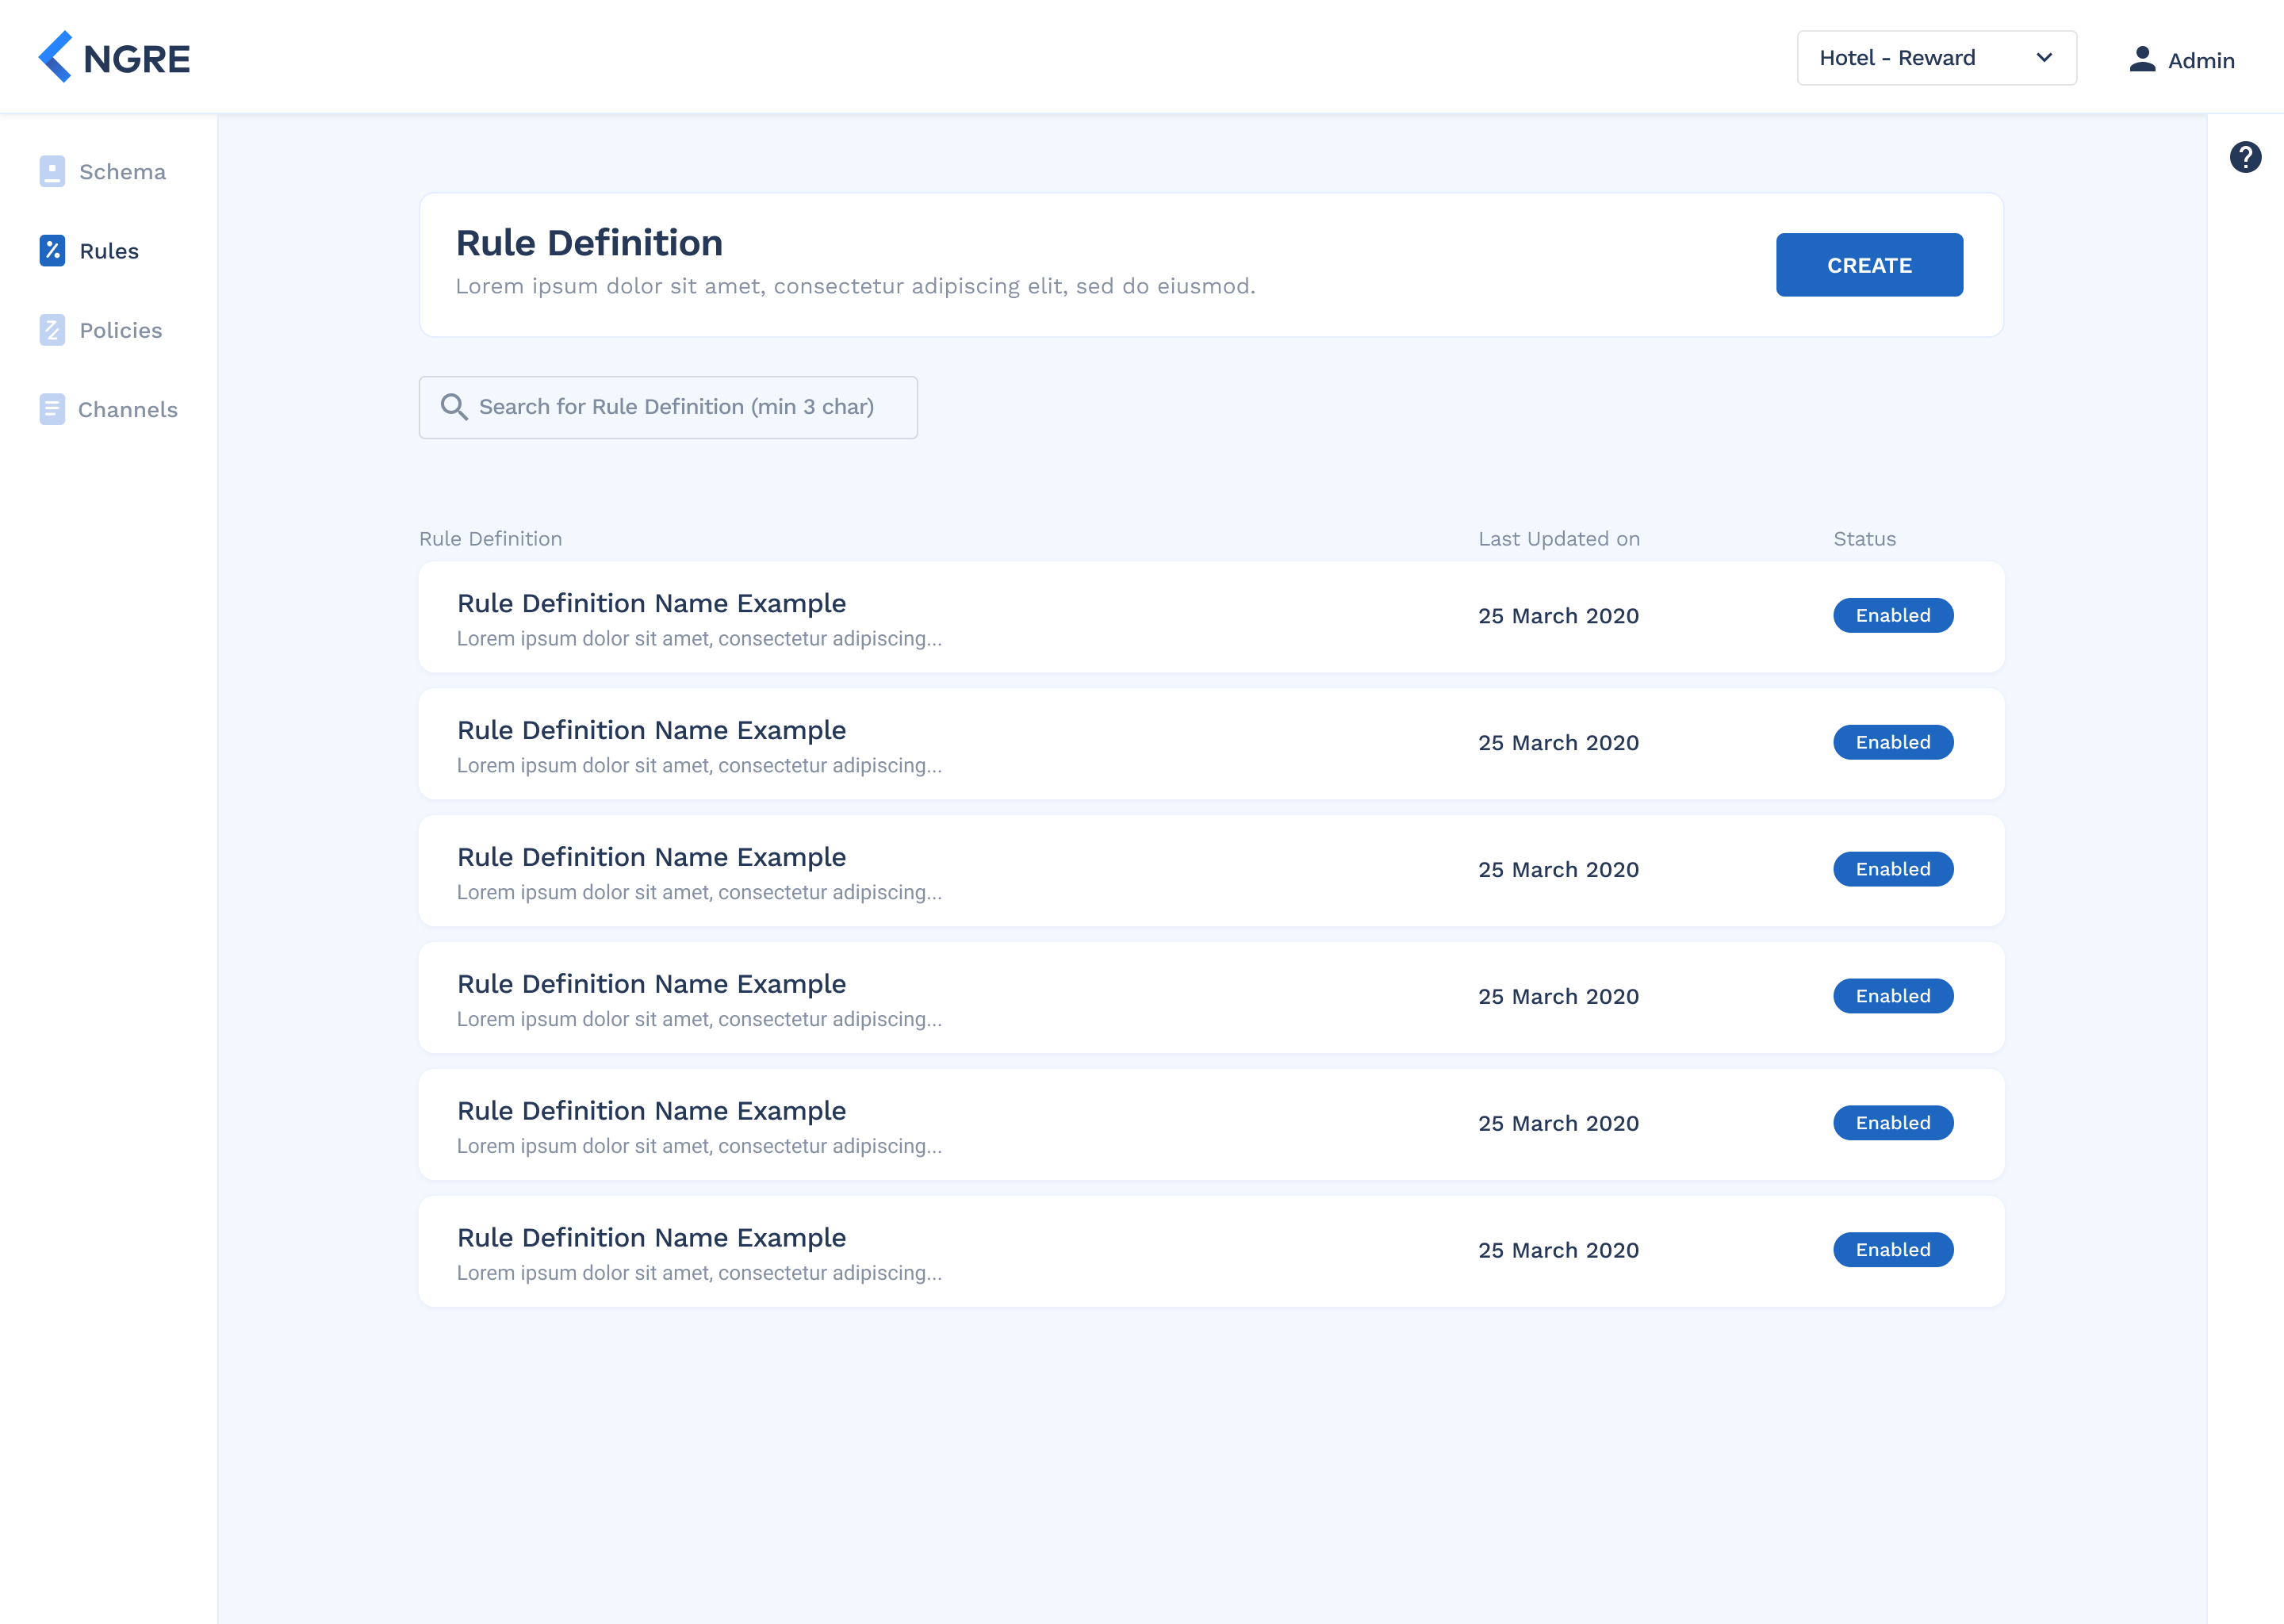 NGRE
Hotel - Reward
Admin
Schema
Rules
Policies
Channels
Rule Definition
Lorem ipsum dolor sit amet, consectetur adipiscing elit, sed do eiusmod.
CREATE
Search for Rule Definition (min 3 char)
Rule Definition Last Updated on Status
Rule Definition Name Example
Lorem ipsum dolor sit amet, consectetur adipiscing...
25 March 2020
Enabled
Rule Definition Name Example
Lorem ipsum dolor sit amet, consectetur adipiscing...
25 March 2020
Enabled
Rule Definition Name Example
Lorem ipsum dolor sit amet, consectetur adipiscing...
25 March 2020
Enabled
Rule Definition Name Example
Lorem ipsum dolor sit amet, consectetur adipiscing...
25 March 2020
Enabled
Rule Definition Name Example
Lorem ipsum dolor sit amet, consectetur adipiscing...
25 March 2020
Enabled
Rule Definition Name Example
Lorem ipsum dolor sit amet, consectetur adipiscing...
25 March 2020
Enabled